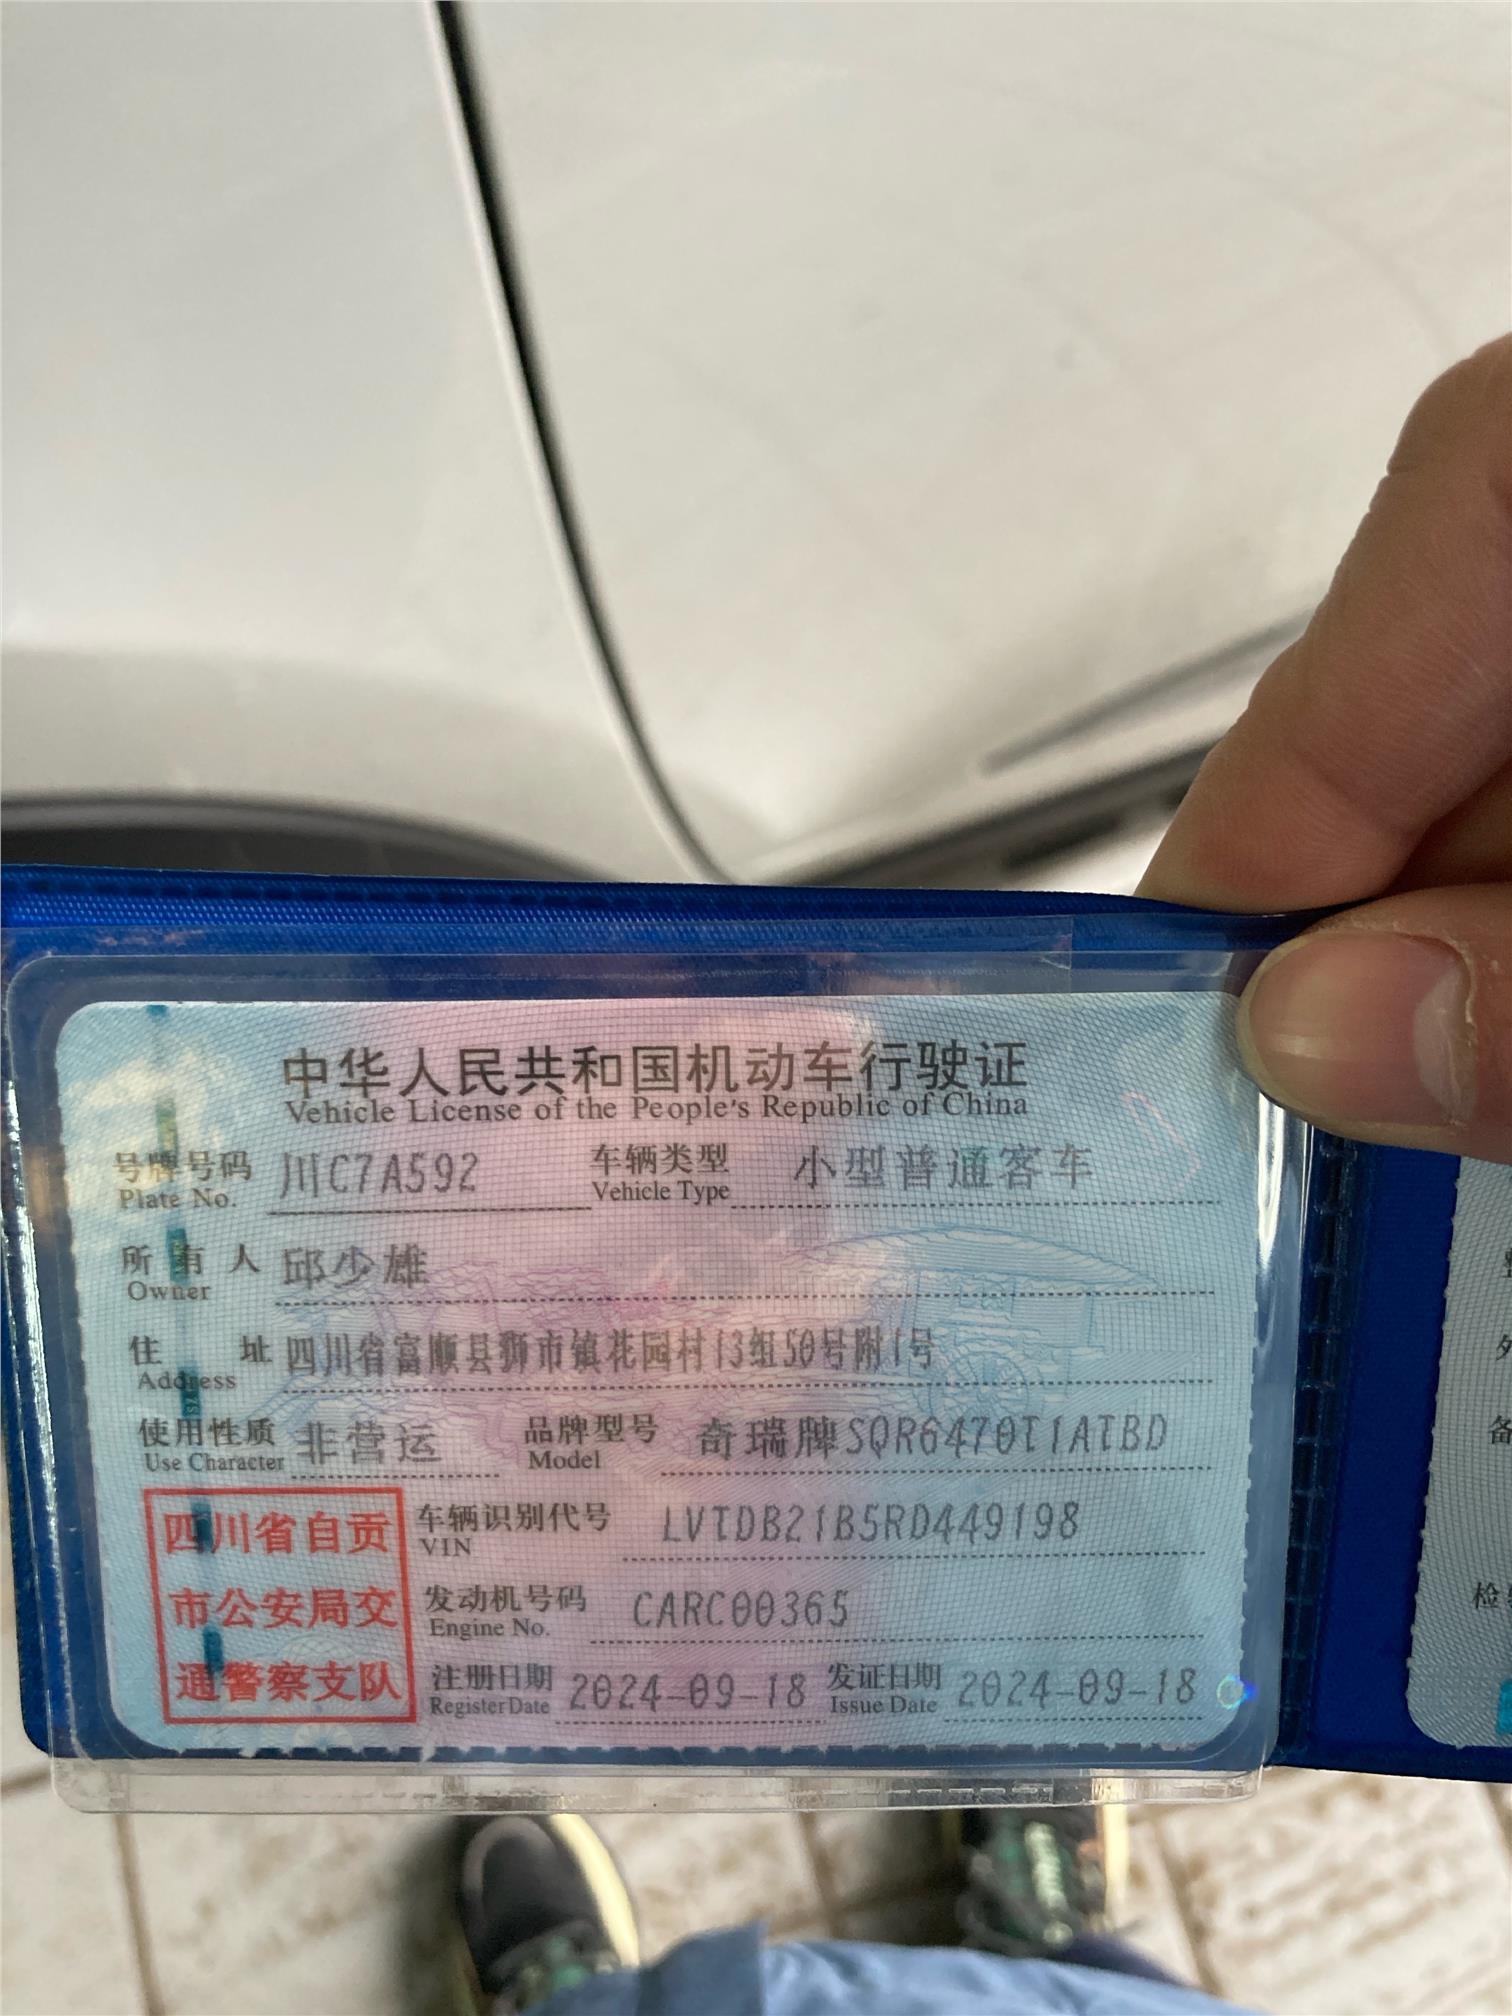 中华人民共和国机动车行驶证
Vehicle License of the People's Republic of China
号牌号码 川C7A592 车辆类型 小型普通客车
Plate No. Vehicle Type
所有人 邱少雄
Owner
住址 四川省富顺县狮市镇花园村13组50号附1号
Address
使用性质 非营运 品牌型号 奇瑞牌SQR6470T1ATBD
Use Character Model
四川省自贡
市公安局交
通警察支队
车辆识别代号 LVTDB21B5RD449198
VIN
发动机号码 CARC00365
Engine No.
注册日期 2024-09-18 发证日期 2024-09-18
Register Date Issue Date
备
检